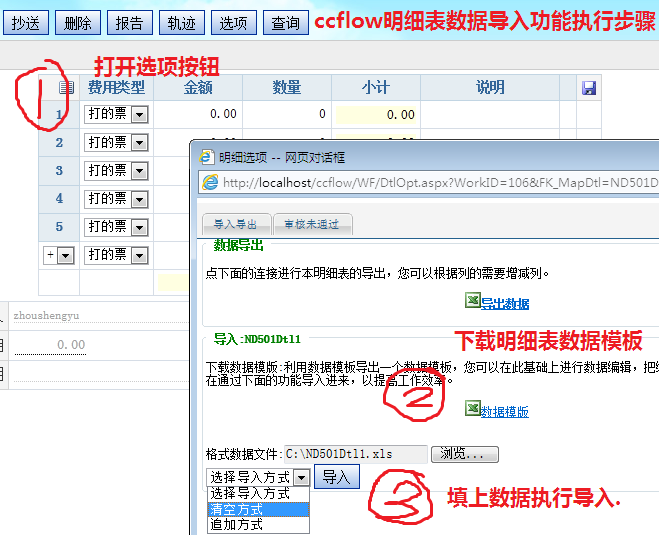 抄送 删除 报告 轨迹 选项 查询
ccflow明细表数据导入功能执行步骤
打开选项按钮
1
费用类型 金额 数量 小计 说明
1 打的票 0.00 0 0.00
2 打的票
3 打的票
4 打的票
5 打的票
+ 打的票
zhoushengyu
0.00
明细选项 -- 网页对话框
http://localhost/ccflow/WF/DtlOpt.aspx?WorkID=106&FK_MapDtl=ND501D
导入导出 审核未通过
数据导出
点下面的连接进行本明细表的导出，您可以根据列的需要增减列。
导出数据
导入:ND501Dtl1
下载明细表数据模板
下载数据模版:利用数据模板导出一个数据模板，您可以在此基础上进行数据编辑，把
在通过下面的功能导入进来，以提高工作效率。
2
数据模版
格式数据文件: C:\ND501Dtl1.xls 浏览...
选择导入方式 导入
选择导入方式
清空方式
追加方式
3
填上数据执行导入.